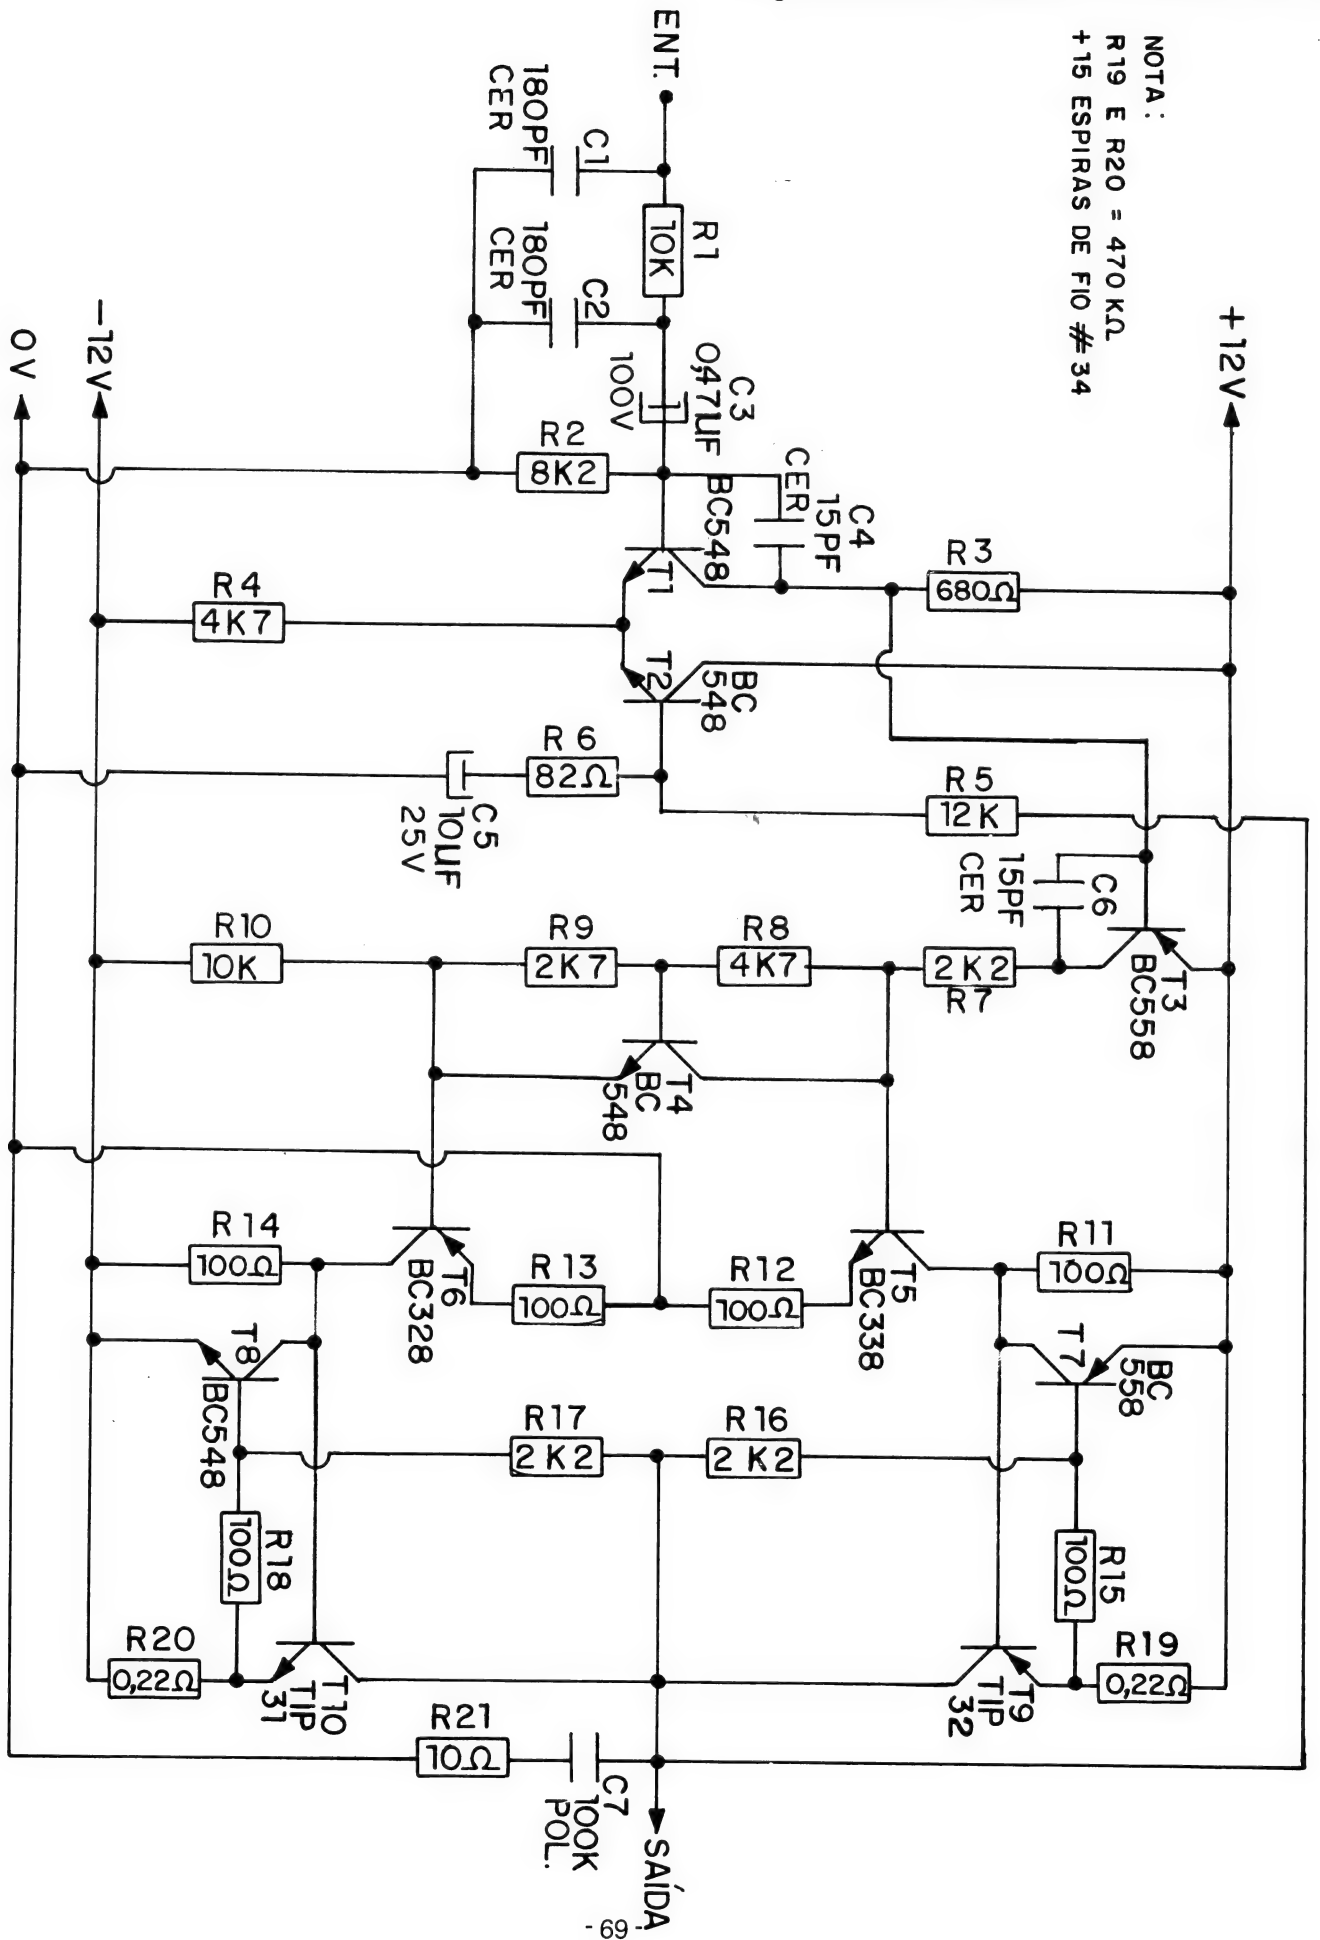 NOTA :
R19 E R20 = 470 KΩ
+15 ESPIRAS DE FIO # 34
+12V
ENT.
C1
180PF
CER
R1
10K
C2
180PF
CER
C3
0,47UF
100V
R2
8K2
-12V
0V
C4
15PF
CER
BC548
T1
R3
680Ω
R4
4K7
T2
BC
548
R6
82Ω
C5
10UF
25V
R5
12K
C6
15PF
CER
T3
BC558
R10
10K
R9
2K7
R8
4K7
2K2
R7
T4
BC
548
R14
100Ω
T6
BC328
R13
100Ω
R12
100Ω
T5
BC338
R11
100Ω
T8
BC548
R17
2K2
R16
2K2
T7
BC
558
R18
100Ω
R15
100Ω
R20
0,22Ω
T10
TIP
31
T9
TIP
32
R19
0,22Ω
R21
10Ω
C7
100K
POL.
SAÍDA
- 69 -